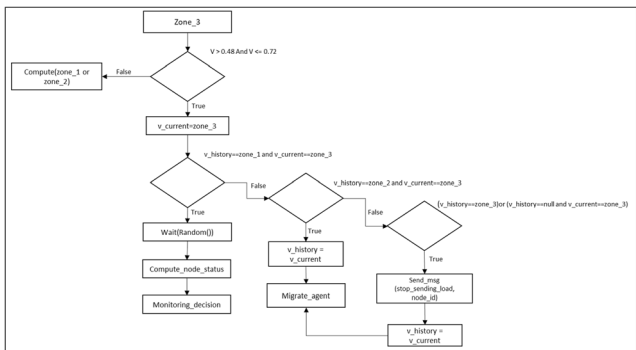 Zone_3
V > 0.48 And V <= 0.72
Compute(zone_1 or
zone_2)
False
True
v_current=zone_3
v_history==zone_1 and v_current==zone_3
False
v_history==zone_2 and v_current==zone_3
False
(v_history==zone_3)or (v_history==null and v_current==zone_3)
True
Wait(Random())
Compute_node_status
Monitoring_decision
True
v_history =
v_current
Migrate_agent
True
Send_msg
(stop_sending_load,
node_id)
v_history =
v_current